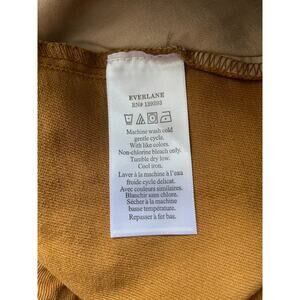 EVERLANE
RN# 139393
Machine wash cold
gentle cycle.
With like colors.
Non-chlorine bleach only.
Tumble dry low.
Cool iron.
Laver à la machine à l'eau
froide cycle délicat.
Avec couleurs similaires.
Blanchir sans chlore.
Sécher à la machine
basse température.
Repasser à fer bas.